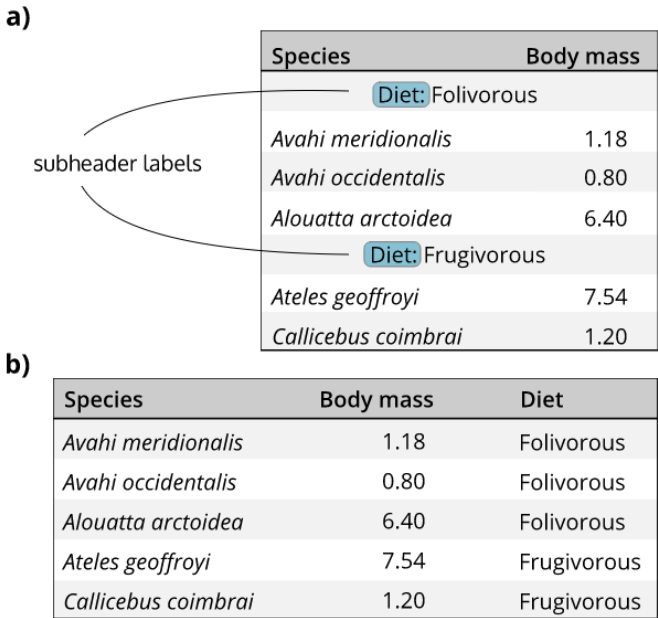 a)
Species Body mass
Diet: Folivorous
Avahi meridionalis 1.18
subheader labels
Avahi occidentalis 0.80
Alouatta arctoidea 6.40
Diet: Frugivorous
Ateles geoffroyi 7.54
Callicebus coimbrai 1.20
b)
Species Body mass Diet
Avahi meridionalis 1.18 Folivorous
Avahi occidentalis 0.80 Folivorous
Alouatta arctoidea 6.40 Folivorous
Ateles geoffroyi 7.54 Frugivorous
Callicebus coimbrai 1.20 Frugivorous